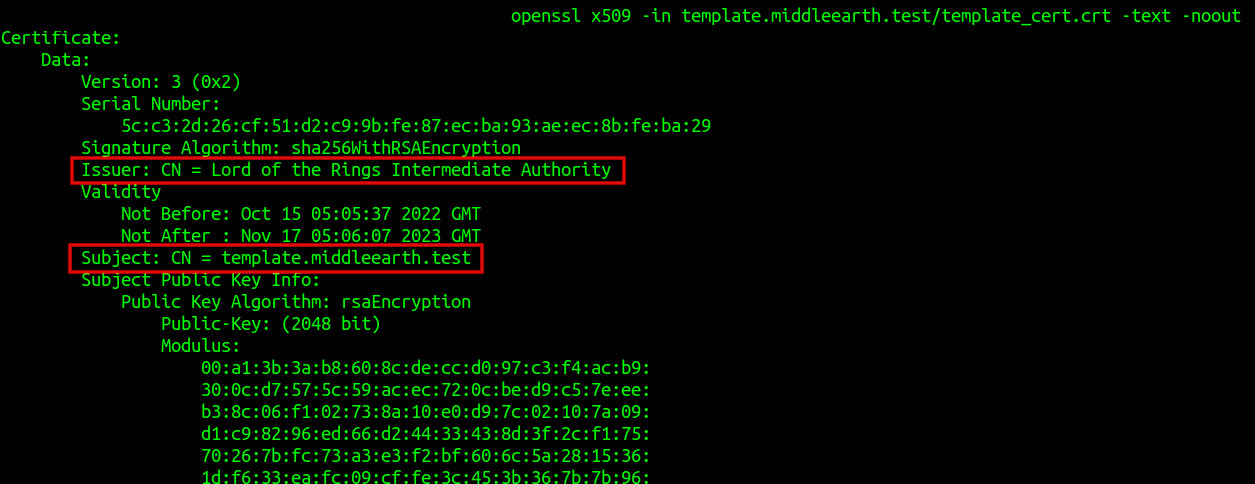 openssl x509 -in template.middleearth.test/template_cert.crt -text -noout
Certificate:
Data:
Version: 3 (0x2)
Serial Number:
5c:c3:2d:26:cf:51:d2:c9:9b:fe:87:ec:ba:93:ae:ec:8b:fe:ba:29
Signature Algorithm: sha256WithRSAEncryption
Issuer: CN = Lord of the Rings Intermediate Authority
Validity
Not Before: Oct 15 05:05:37 2022 GMT
Not After : Nov 17 05:06:07 2023 GMT
Subject: CN = template.middleearth.test
Subject Public Key Info:
Public Key Algorithm: rsaEncryption
Public-Key: (2048 bit)
Modulus:
00:a1:3b:3a:b8:60:8c:de:cc:d0:97:c3:f4:ac:b9:
30:0c:d7:57:5c:59:ac:ec:72:0c:be:d9:c5:7e:ee:
b3:8c:06:f1:02:73:8a:10:e0:d9:7c:02:10:7a:09:
d1:c9:82:96:ed:66:d2:44:33:43:8d:3f:2c:f1:75:
70:26:7b:fc:73:a3:e3:f2:bf:60:6c:5a:28:15:36:
1d:f6:33:ea:fc:09:cf:fe:3c:45:3b:36:7b:7b:96: